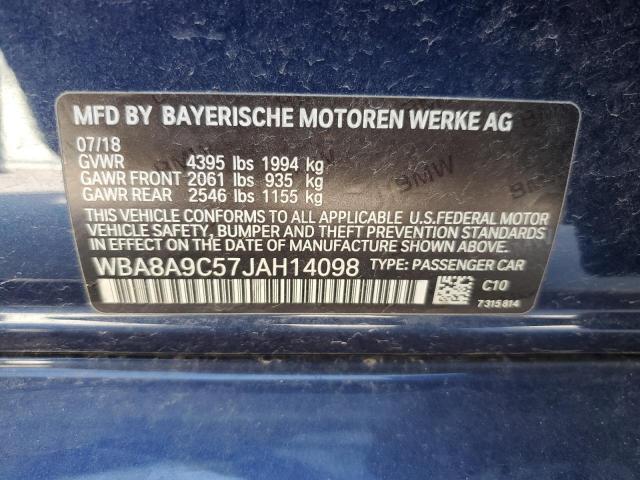 MFD BY BAYERISCHE MOTOREN WERKE AG
07/18
GVWR 4395 lbs 1994 kg
GAWR FRONT 2061 lbs 935 kg
GAWR REAR 2546 lbs 1155 kg
THIS VEHICLE CONFORMS TO ALL APPLICABLE U.S.FEDERAL MOTOR
VEHICLE SAFETY, BUMPER AND THEFT PREVENTION STANDARDS
IN EFFECT ON THE DATE OF MANUFACTURE SHOWN ABOVE.
WBA8A9C57JAH14098 TYPE: PASSENGER CAR
C10
7315814
BMW
BMW